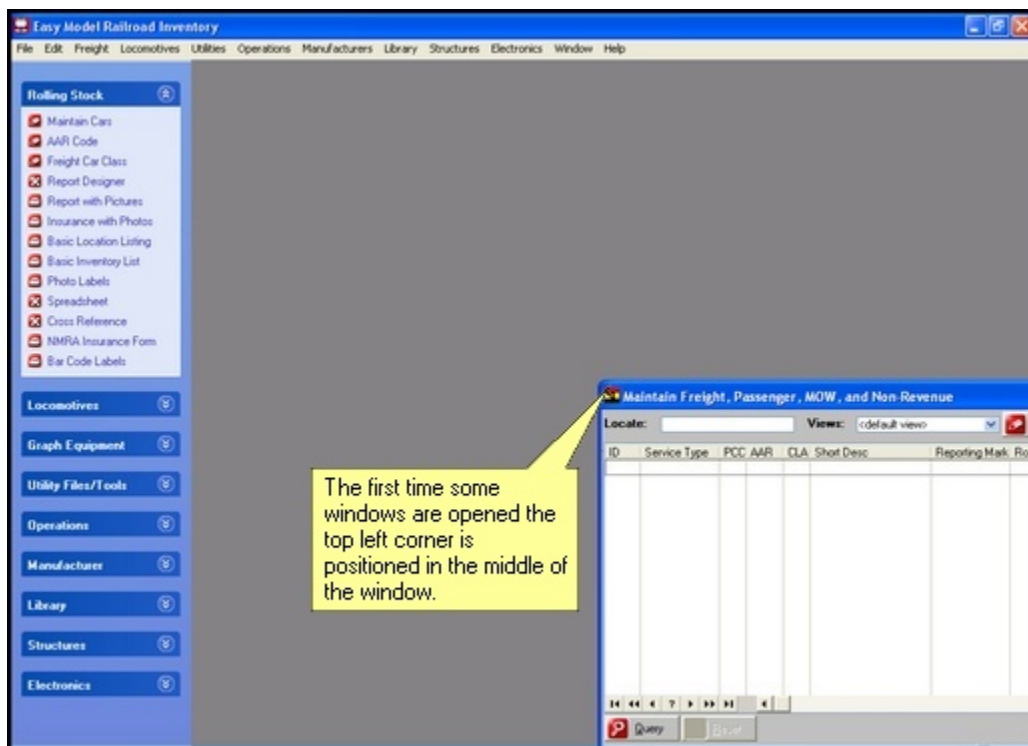 Easy Model Railroad Inventory
File Edit Freight Locomotives Utilities Operations Manufacturers Library Structures Electronics Window Help
Rolling Stock
Maintain Cars
AAR Code
Freight Car Class
Report Designer
Report with Pictures
Insurance with Photos
Basic Location Listing
Basic Inventory List
Photo Labels
Spreadsheet
Cross Reference
NMRA Insurance Form
Bar Code Labels
Locomotives
Graph Equipment
Utility Files/Tools
Operations
Manufacturer
Library
Structures
Electronics
The first time some
windows are opened the
top left corner is
positioned in the middle of
the window.
Maintain Freight, Passenger, MOW, and Non-Revenue
Locate: Views: <default view>
ID Service Type PCC AAR CLA Short Desc Reporting Mark Ro
Query Reset